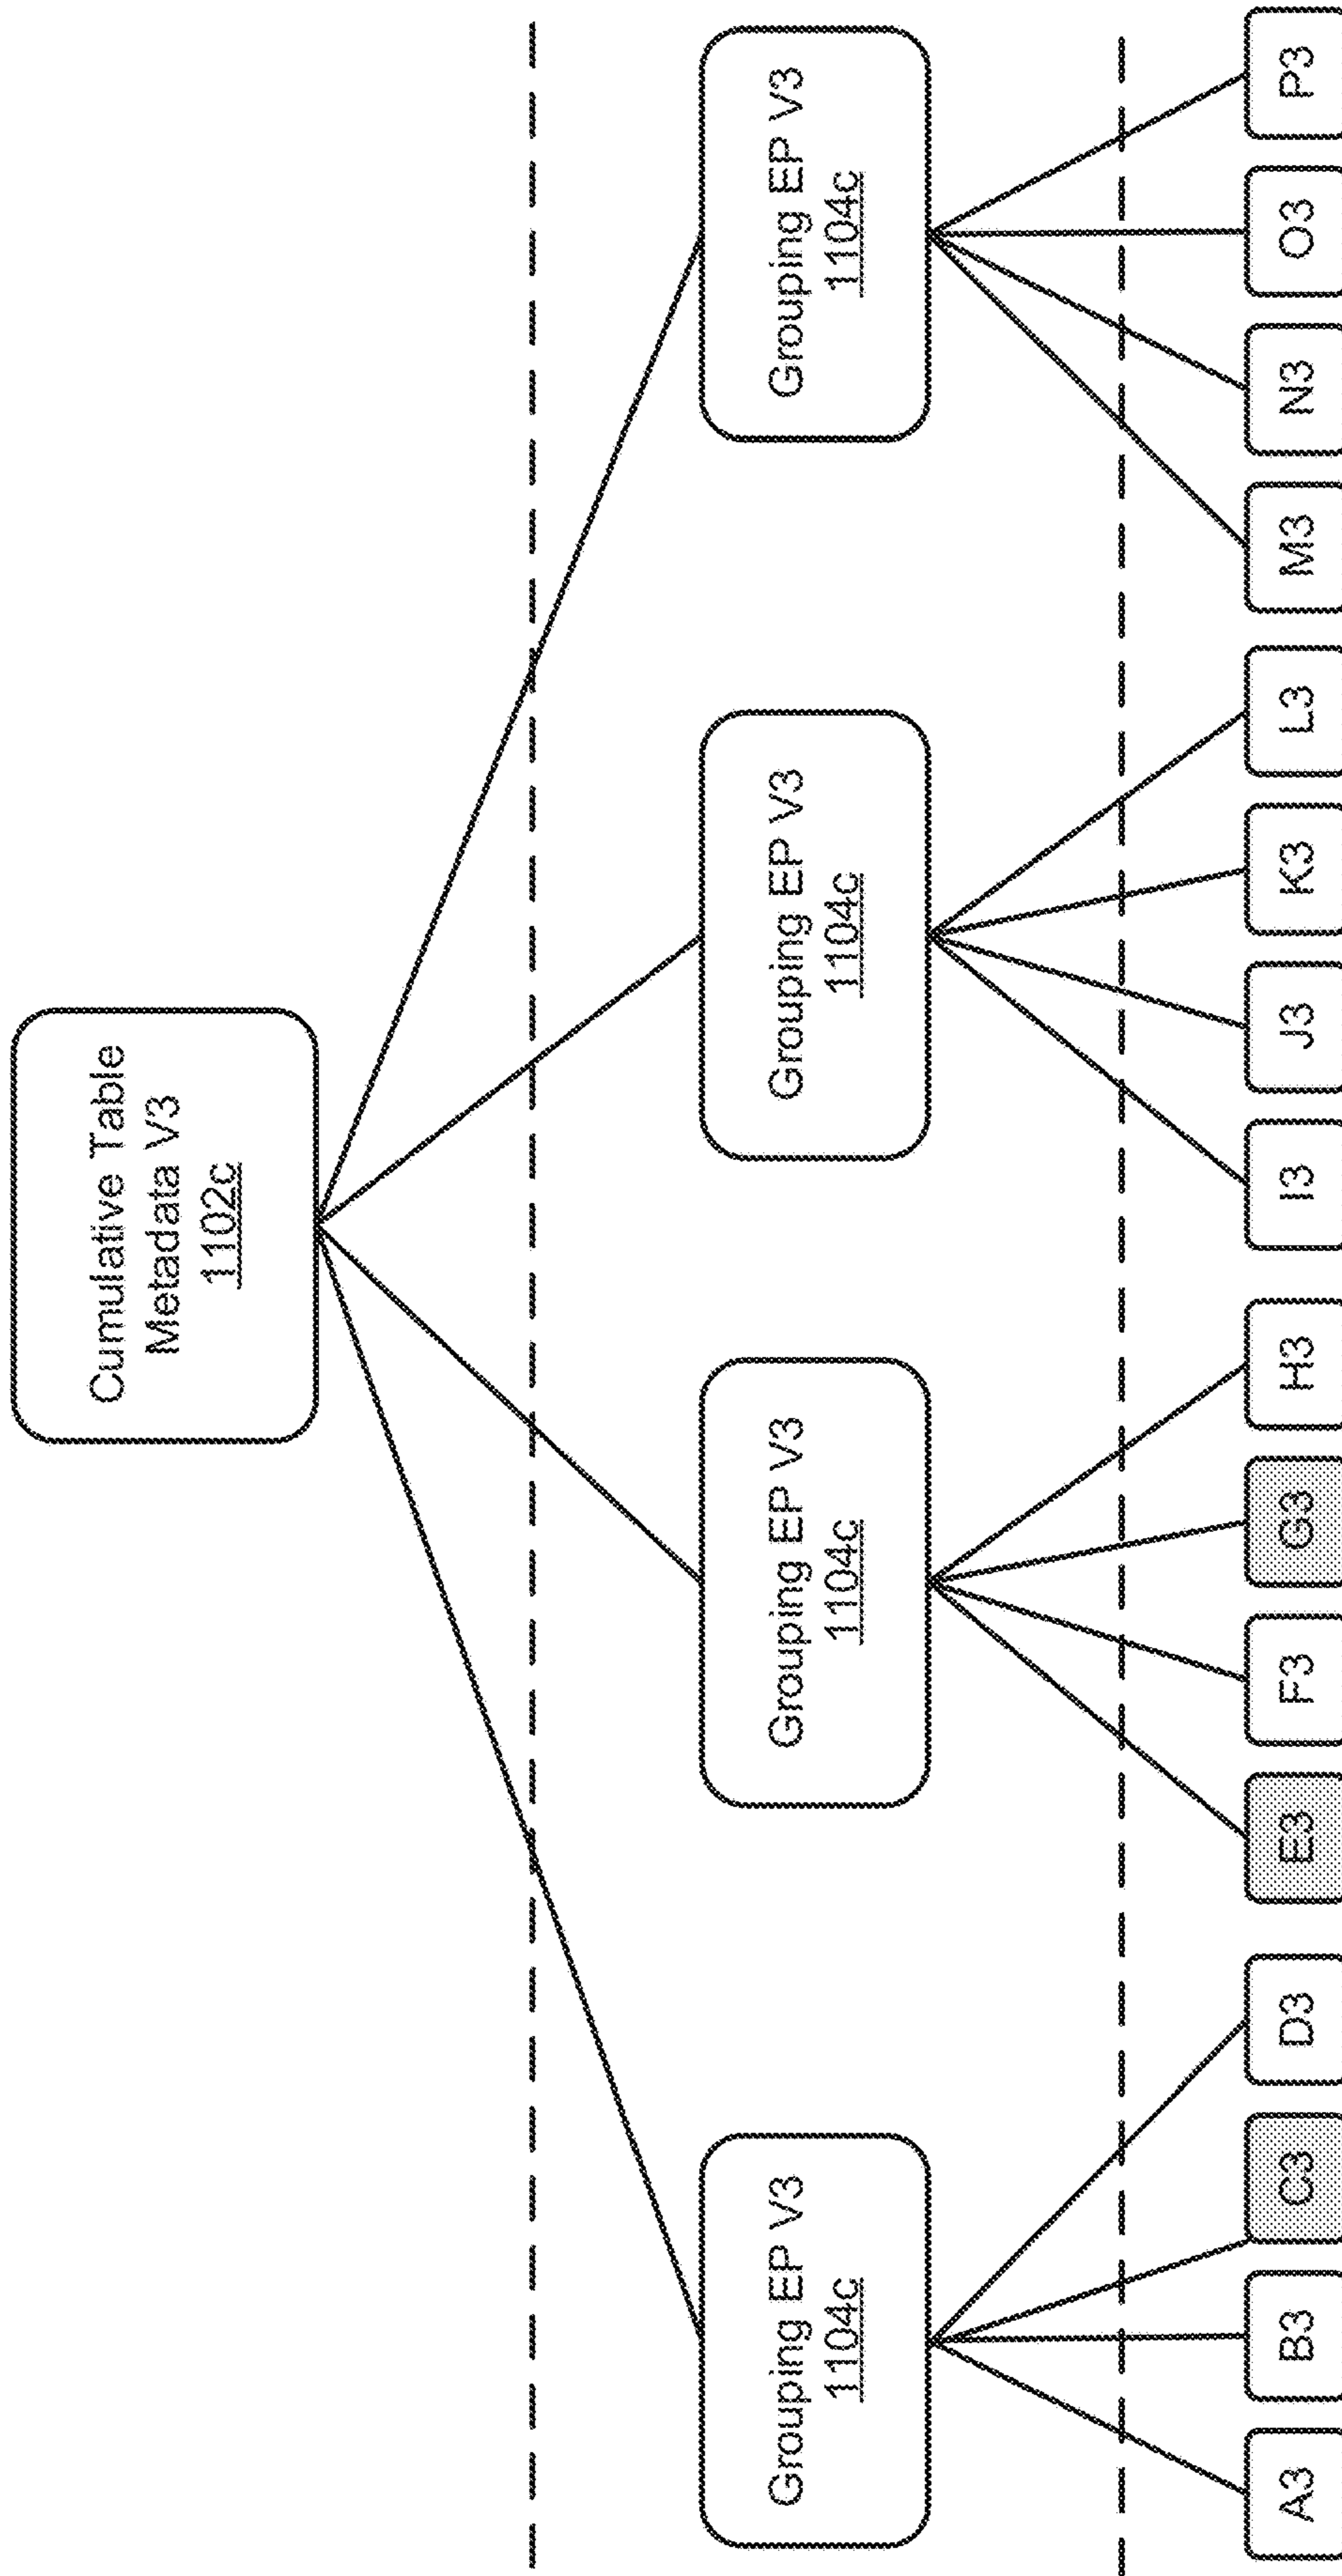 Cumulative Table
Metadata V3
1102c
Grouping EP V3
1104c
Grouping EP V3
1104c
Grouping EP V3
1104c
Grouping EP V3
1104c
A3
B3
C3
D3
E3
F3
G3
H3
I3
J3
K3
L3
M3
N3
O3
P3